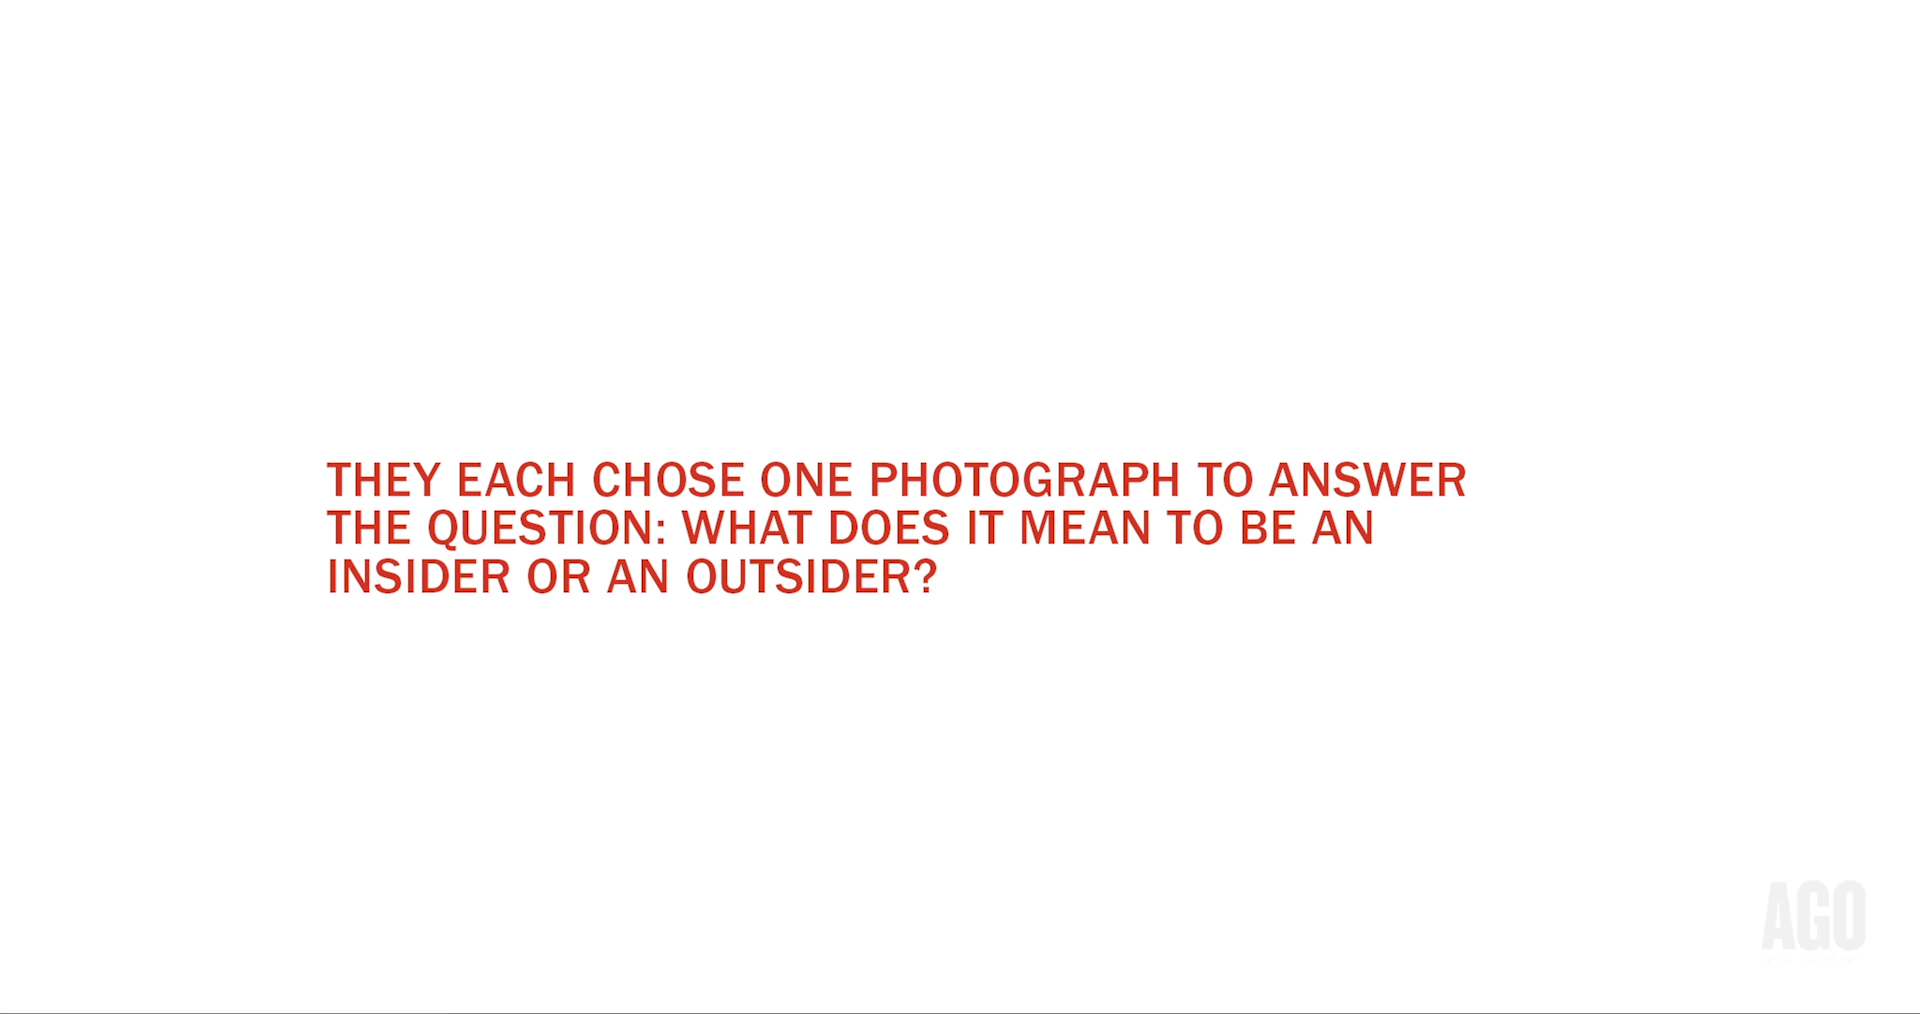 THEY EACH CHOSE ONE PHOTOGRAPH TO ANSWER
THE QUESTION: WHAT DOES IT MEAN TO BE AN
INSIDER OR AN OUTSIDER?
AGO